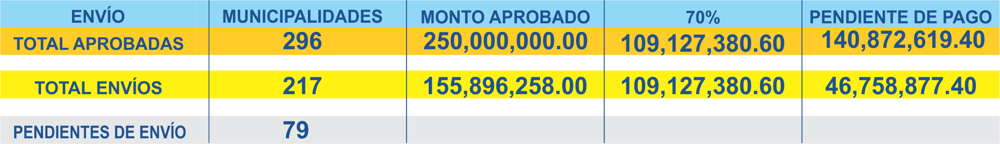 ENVÍO MUNICIPALIDADES MONTO APROBADO 70% PENDIENTE DE PAGO
TOTAL APROBADAS 296 250,000,000.00 109,127,380.60 140,872,619.40
TOTAL ENVÍOS 217 155,896,258.00 109,127,380.60 46,758,877.40
PENDIENTES DE ENVÍO 79